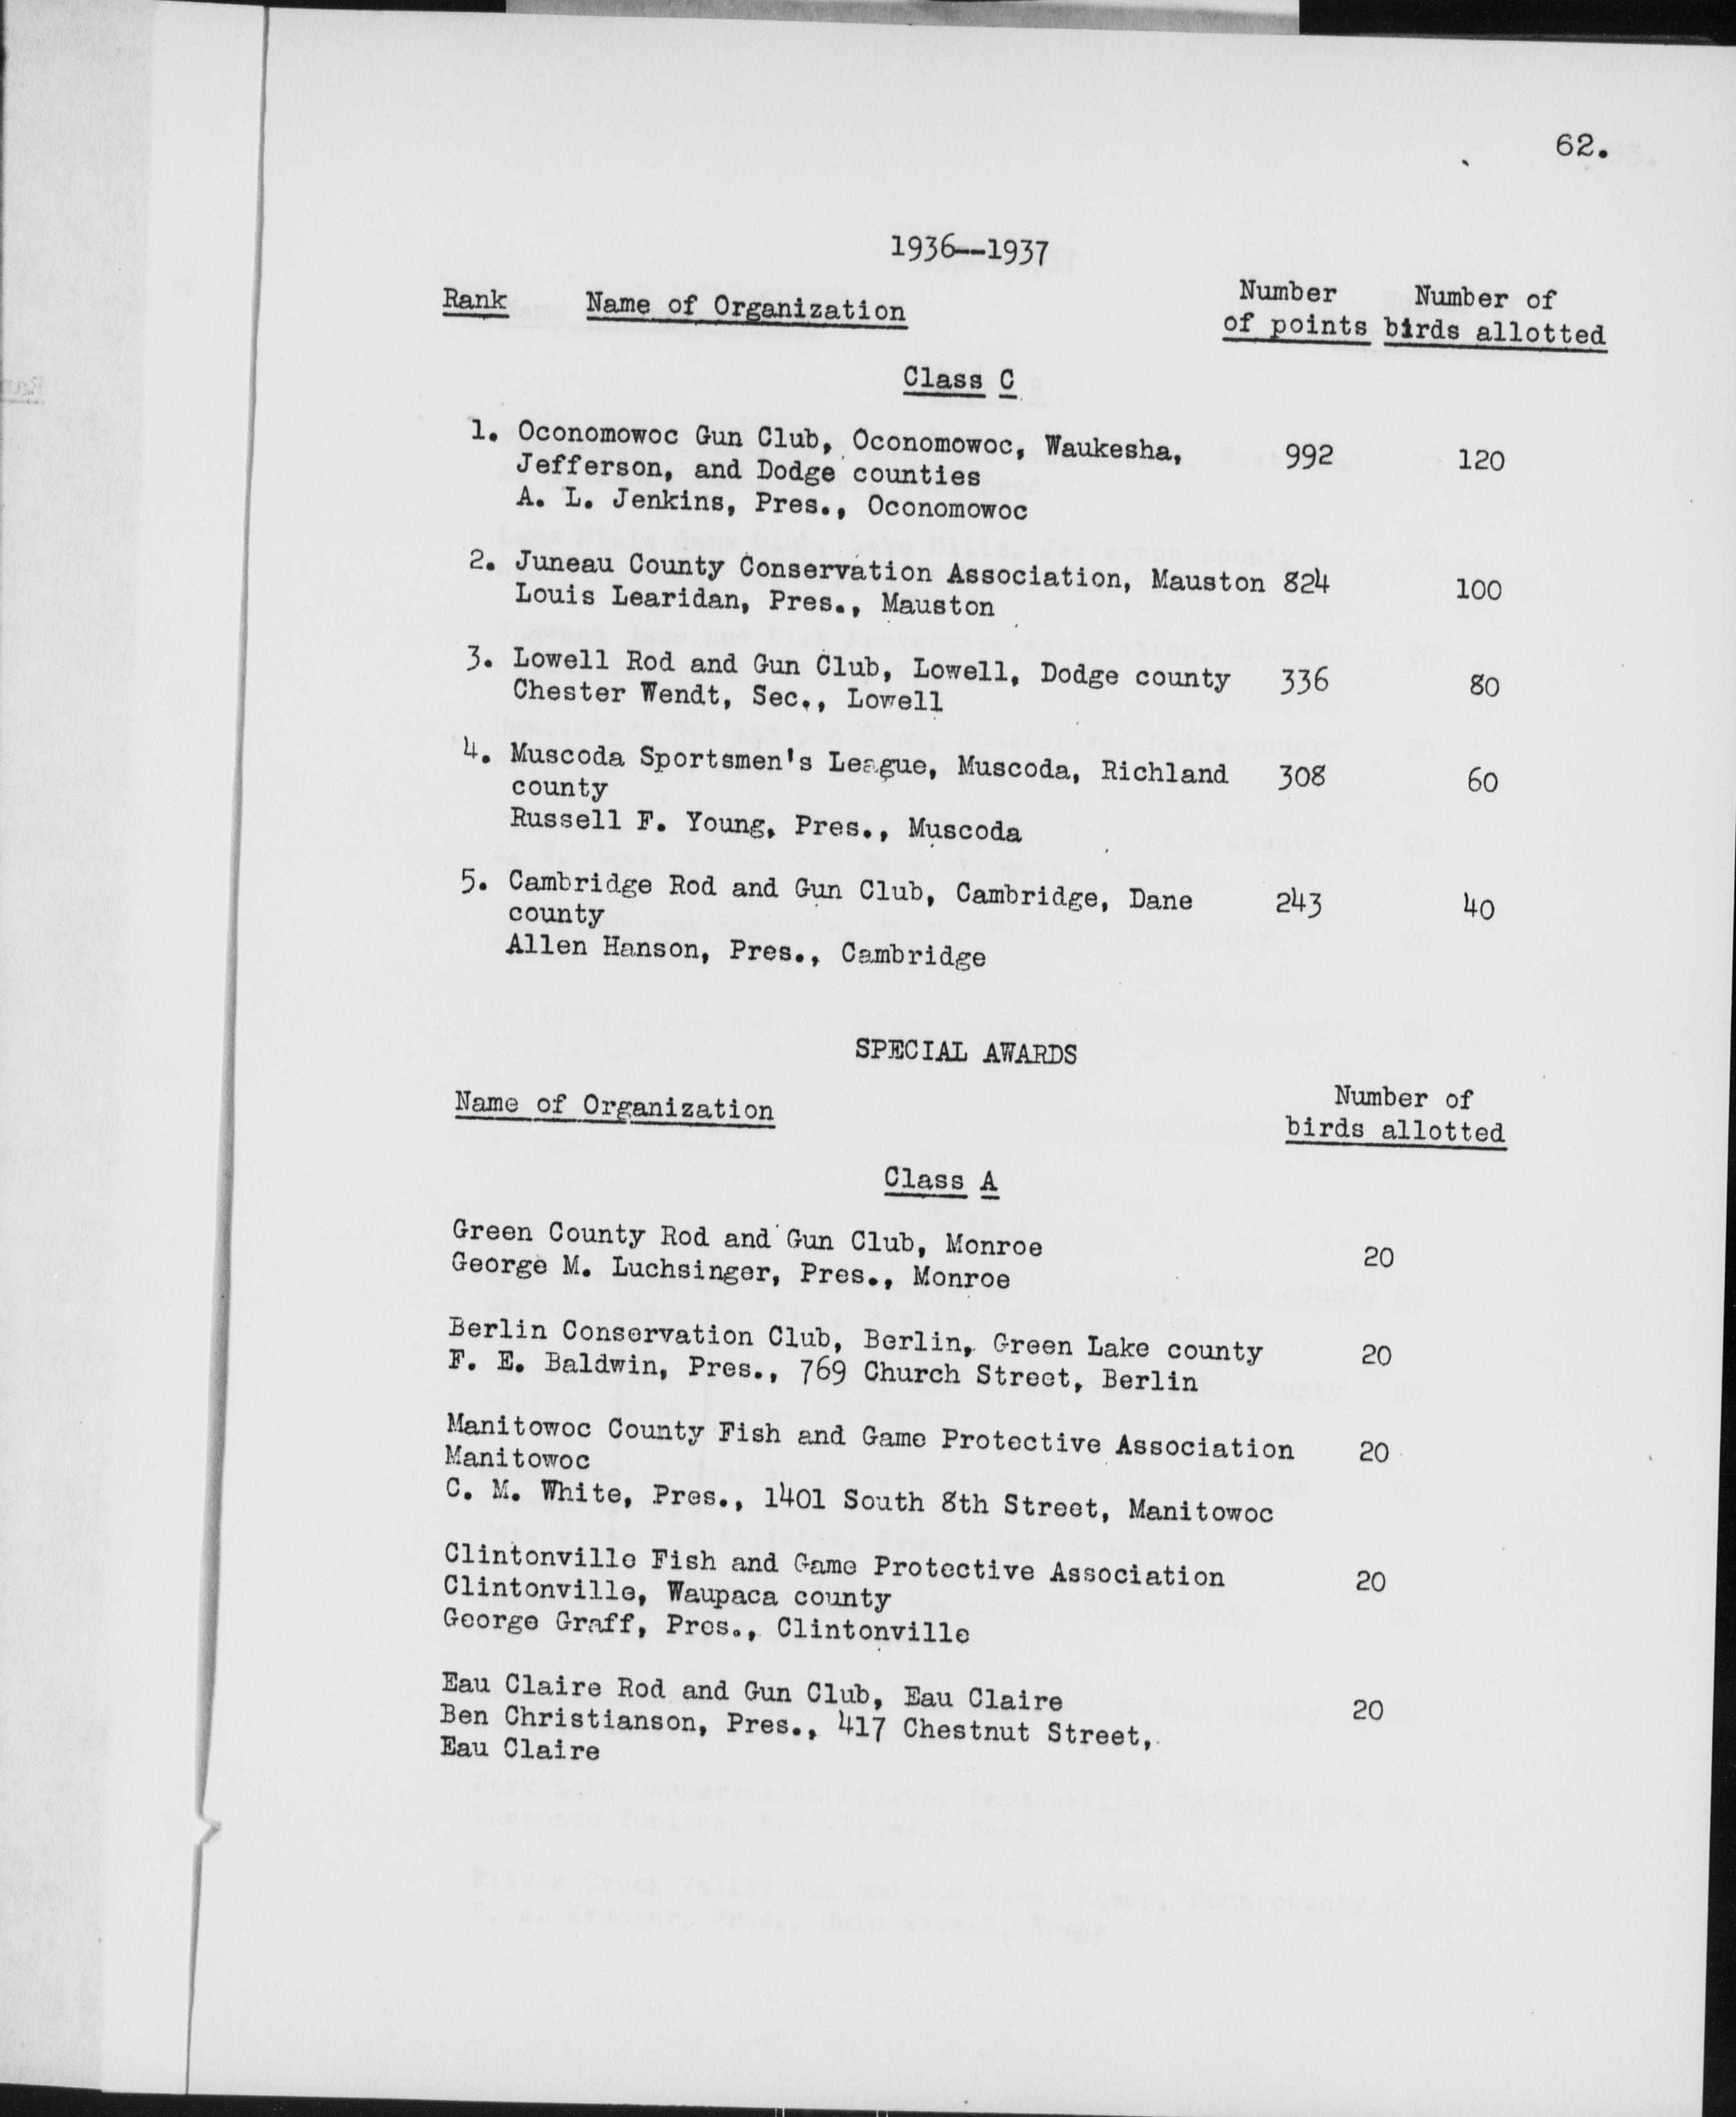 62.
1936--1937
Rank Name of Organization Number of points Number of birds allotted
Class C
1. Oconomowoc Gun Club, Oconomowoc, Waukesha, 992 120
Jefferson, and Dodge counties
A. L. Jenkins, Pres., Oconomowoc
2. Juneau County Conservation Association, Mauston 824 100
Louis Learidan, Pres., Mauston
3. Lowell Rod and Gun Club, Lowell, Dodge county 336 80
Chester Wendt, Sec., Lowell
4. Muscoda Sportsmen's League, Muscoda, Richland 308 60
county
Russell F. Young, Pres., Muscoda
5. Cambridge Rod and Gun Club, Cambridge, Dane 243 40
county
Allen Hanson, Pres., Cambridge
SPECIAL AWARDS
Name of Organization Number of birds allotted
Class A
Green County Rod and Gun Club, Monroe 20
George M. Luchsinger, Pres., Monroe
Berlin Conservation Club, Berlin, Green Lake county 20
F. E. Baldwin, Pres., 769 Church Street, Berlin
Manitowoc County Fish and Game Protective Association 20
Manitowoc
C. M. White, Pres., 1401 South 8th Street, Manitowoc
Clintonville Fish and Game Protective Association 20
Clintonville, Waupaca county
George Graff, Pres., Clintonville
Eau Claire Rod and Gun Club, Eau Claire 20
Ben Christianson, Pres., 417 Chestnut Street,
Eau Claire